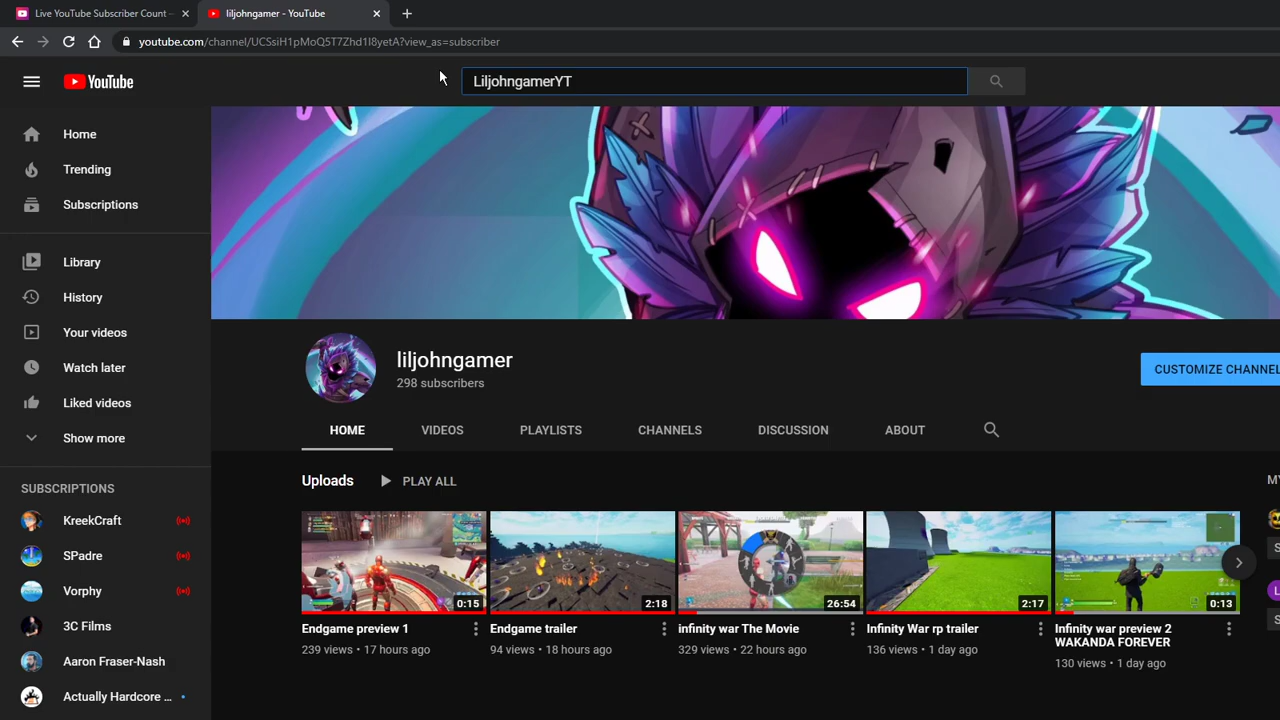 Live YouTube Subscriber Count
liljohngamer - YouTube
youtube.com/channel/UCSsiH1pMoQ5T7Zhd1I8yetA?view_as=subscriber
YouTube
LiljohngamerYT
Home
Trending
Subscriptions
Library
History
Your videos
Watch later
Liked videos
Show more
SUBSCRIPTIONS
KreekCraft
SPadre
Vorphy
3C Films
Aaron Fraser-Nash
Actually Hardcore ...
liljohngamer
298 subscribers
CUSTOMIZE CHANNEL
HOME VIDEOS PLAYLISTS CHANNELS DISCUSSION ABOUT
Uploads PLAY ALL
0:15
Endgame preview 1
239 views • 17 hours ago
2:18
Endgame trailer
94 views • 18 hours ago
26:54
infinity war The Movie
329 views • 22 hours ago
2:17
Infinity War rp trailer
136 views • 1 day ago
0:13
Infinity war preview 2
WAKANDA FOREVER
130 views • 1 day ago